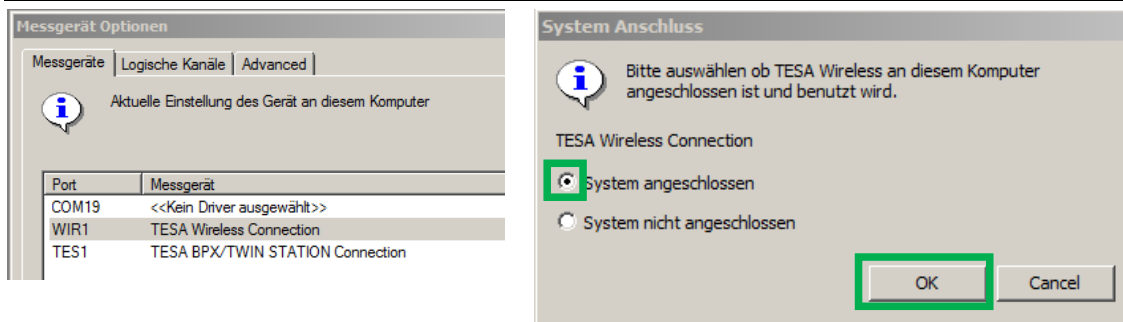 Messgerät Optionen
Messgeräte Logische Kanäle Advanced
Aktuelle Einstellung des Gerät an diesem Komputer
Port Messgerät
COM19 <<Kein Driver ausgewählt>>
WIR1 TESA Wireless Connection
TES1 TESA BPX/TWIN STATION Connection
System Anschluss
Bitte auswählen ob TESA Wireless an diesem Komputer
angeschlossen ist und benutzt wird.
TESA Wireless Connection
System angeschlossen
System nicht angeschlossen
OK Cancel